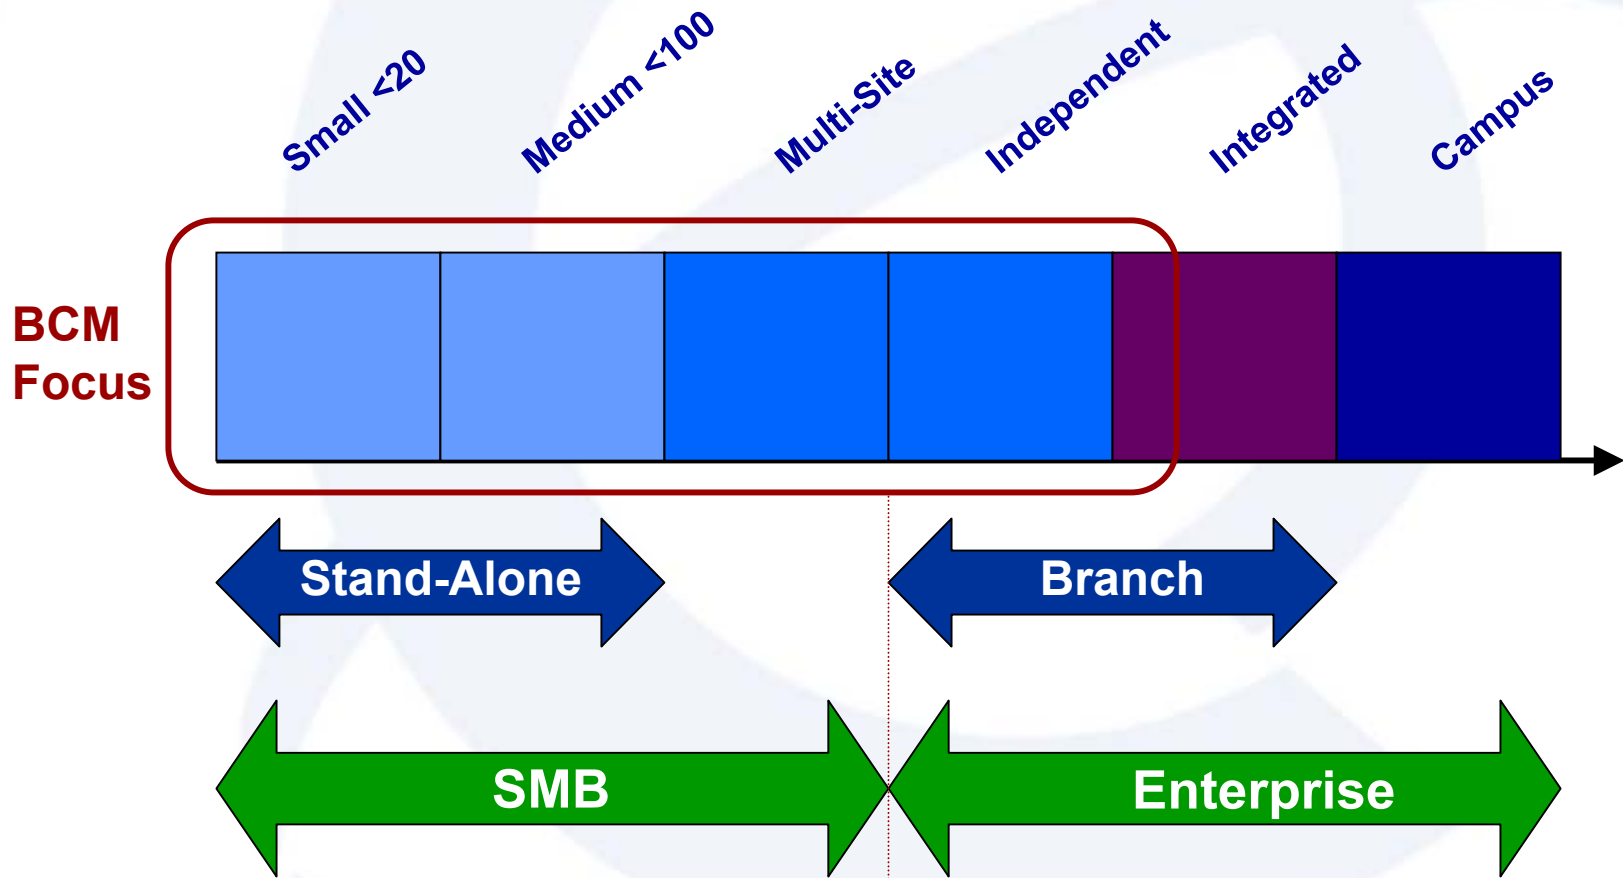 Small <20
Medium <100
Multi-Site
Independent
Integrated
Campus
BCM
Focus
Stand-Alone
Branch
SMB
Enterprise